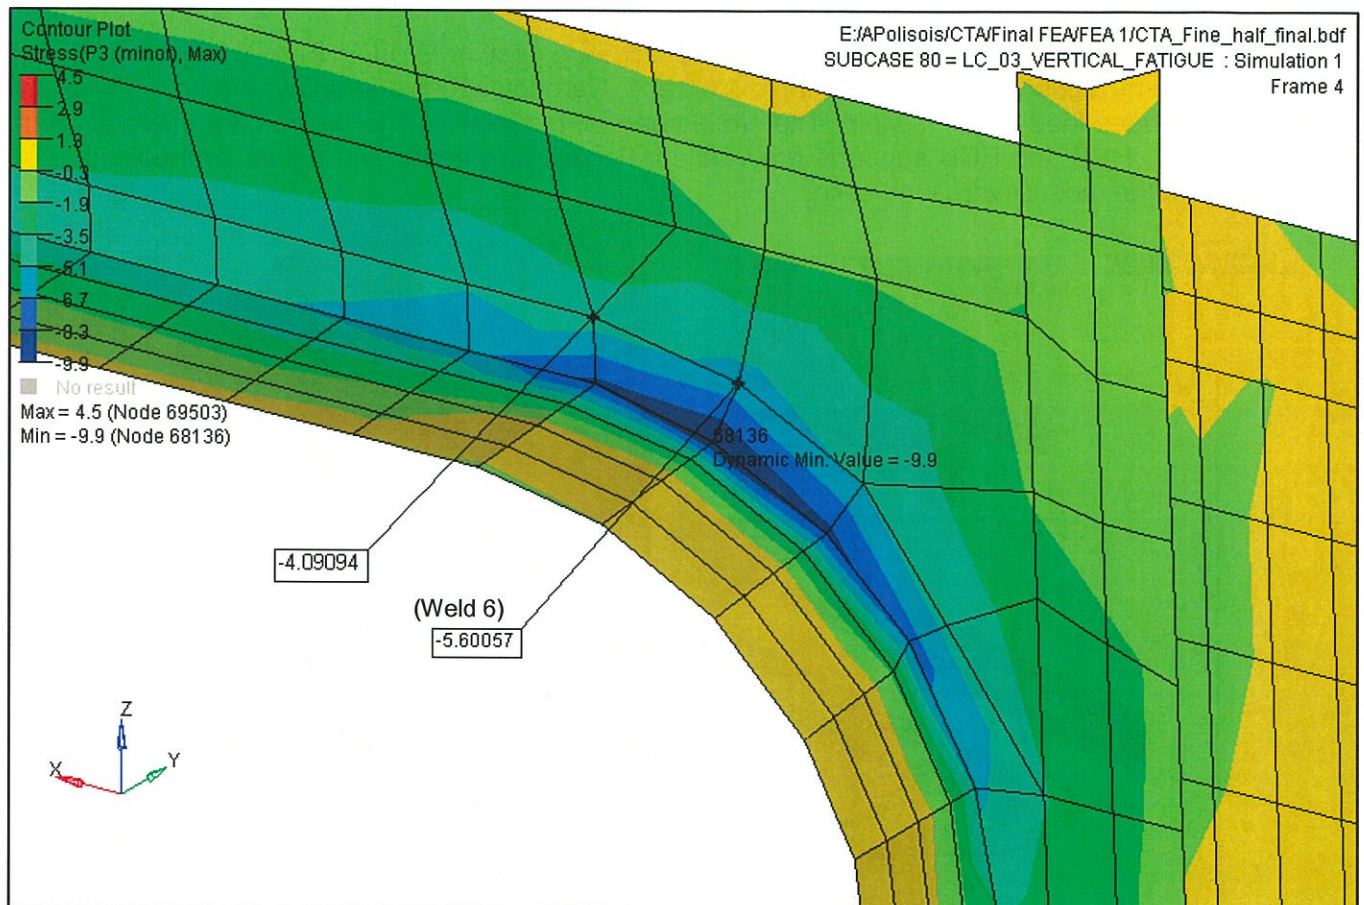 Contour Plot
Stress(P3 (minor), Max)
4.5
2.9
1.3
-0.3
-1.9
-3.5
-5.1
-6.7
-8.3
-9.9
No result
Max = 4.5 (Node 69503)
Min = -9.9 (Node 68136)
E:/APolisois/CTA/Final FEA/FEA 1/CTA_Fine_half_final.bdf
SUBCASE 80 = LC_03_VERTICAL_FATIGUE : Simulation 1
Frame 4
68136
Dynamic Min. Value = -9.9
-4.09094
(Weld 6)
-5.60057
Z
X
Y